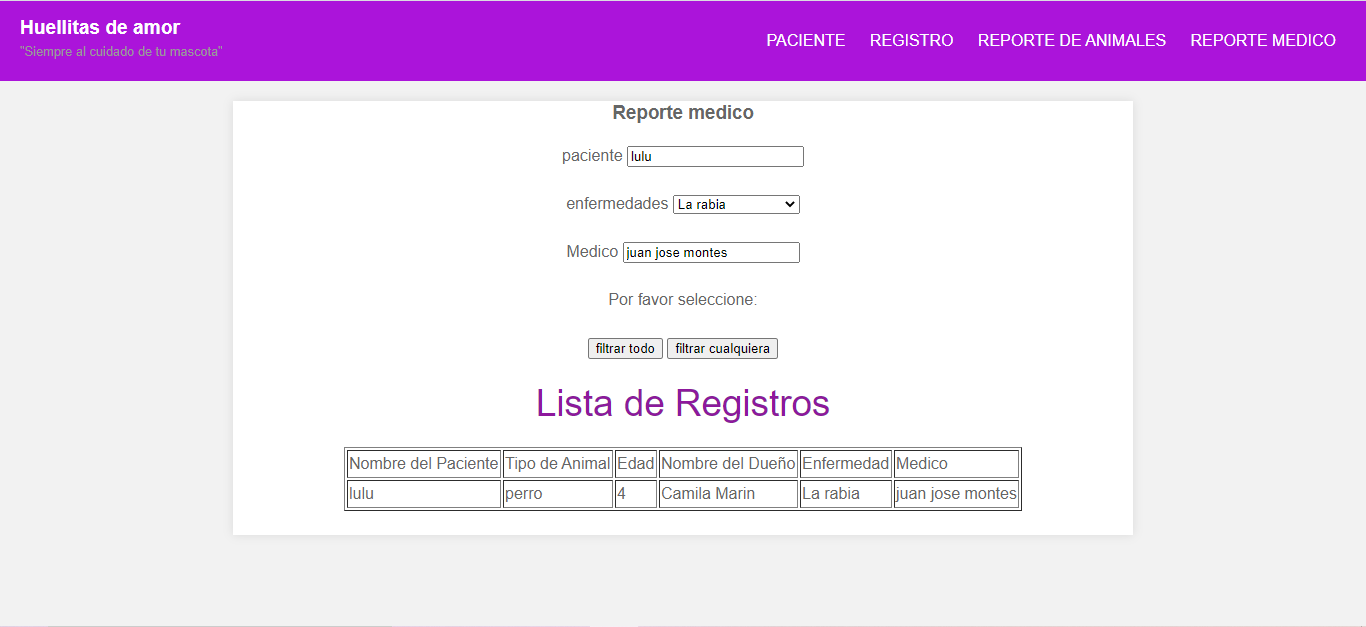 Huellitas de amor
"Siempre al cuidado de tu mascota"
PACIENTE REGISTRO REPORTE DE ANIMALES REPORTE MEDICO
Reporte medico
paciente lulu
enfermedades La rabia
Medico juan jose montes
Por favor seleccione:
filtrar todo filtrar cualquiera
Lista de Registros
Nombre del Paciente Tipo de Animal Edad Nombre del Dueño Enfermedad Medico
lulu perro 4 Camila Marin La rabia juan jose montes